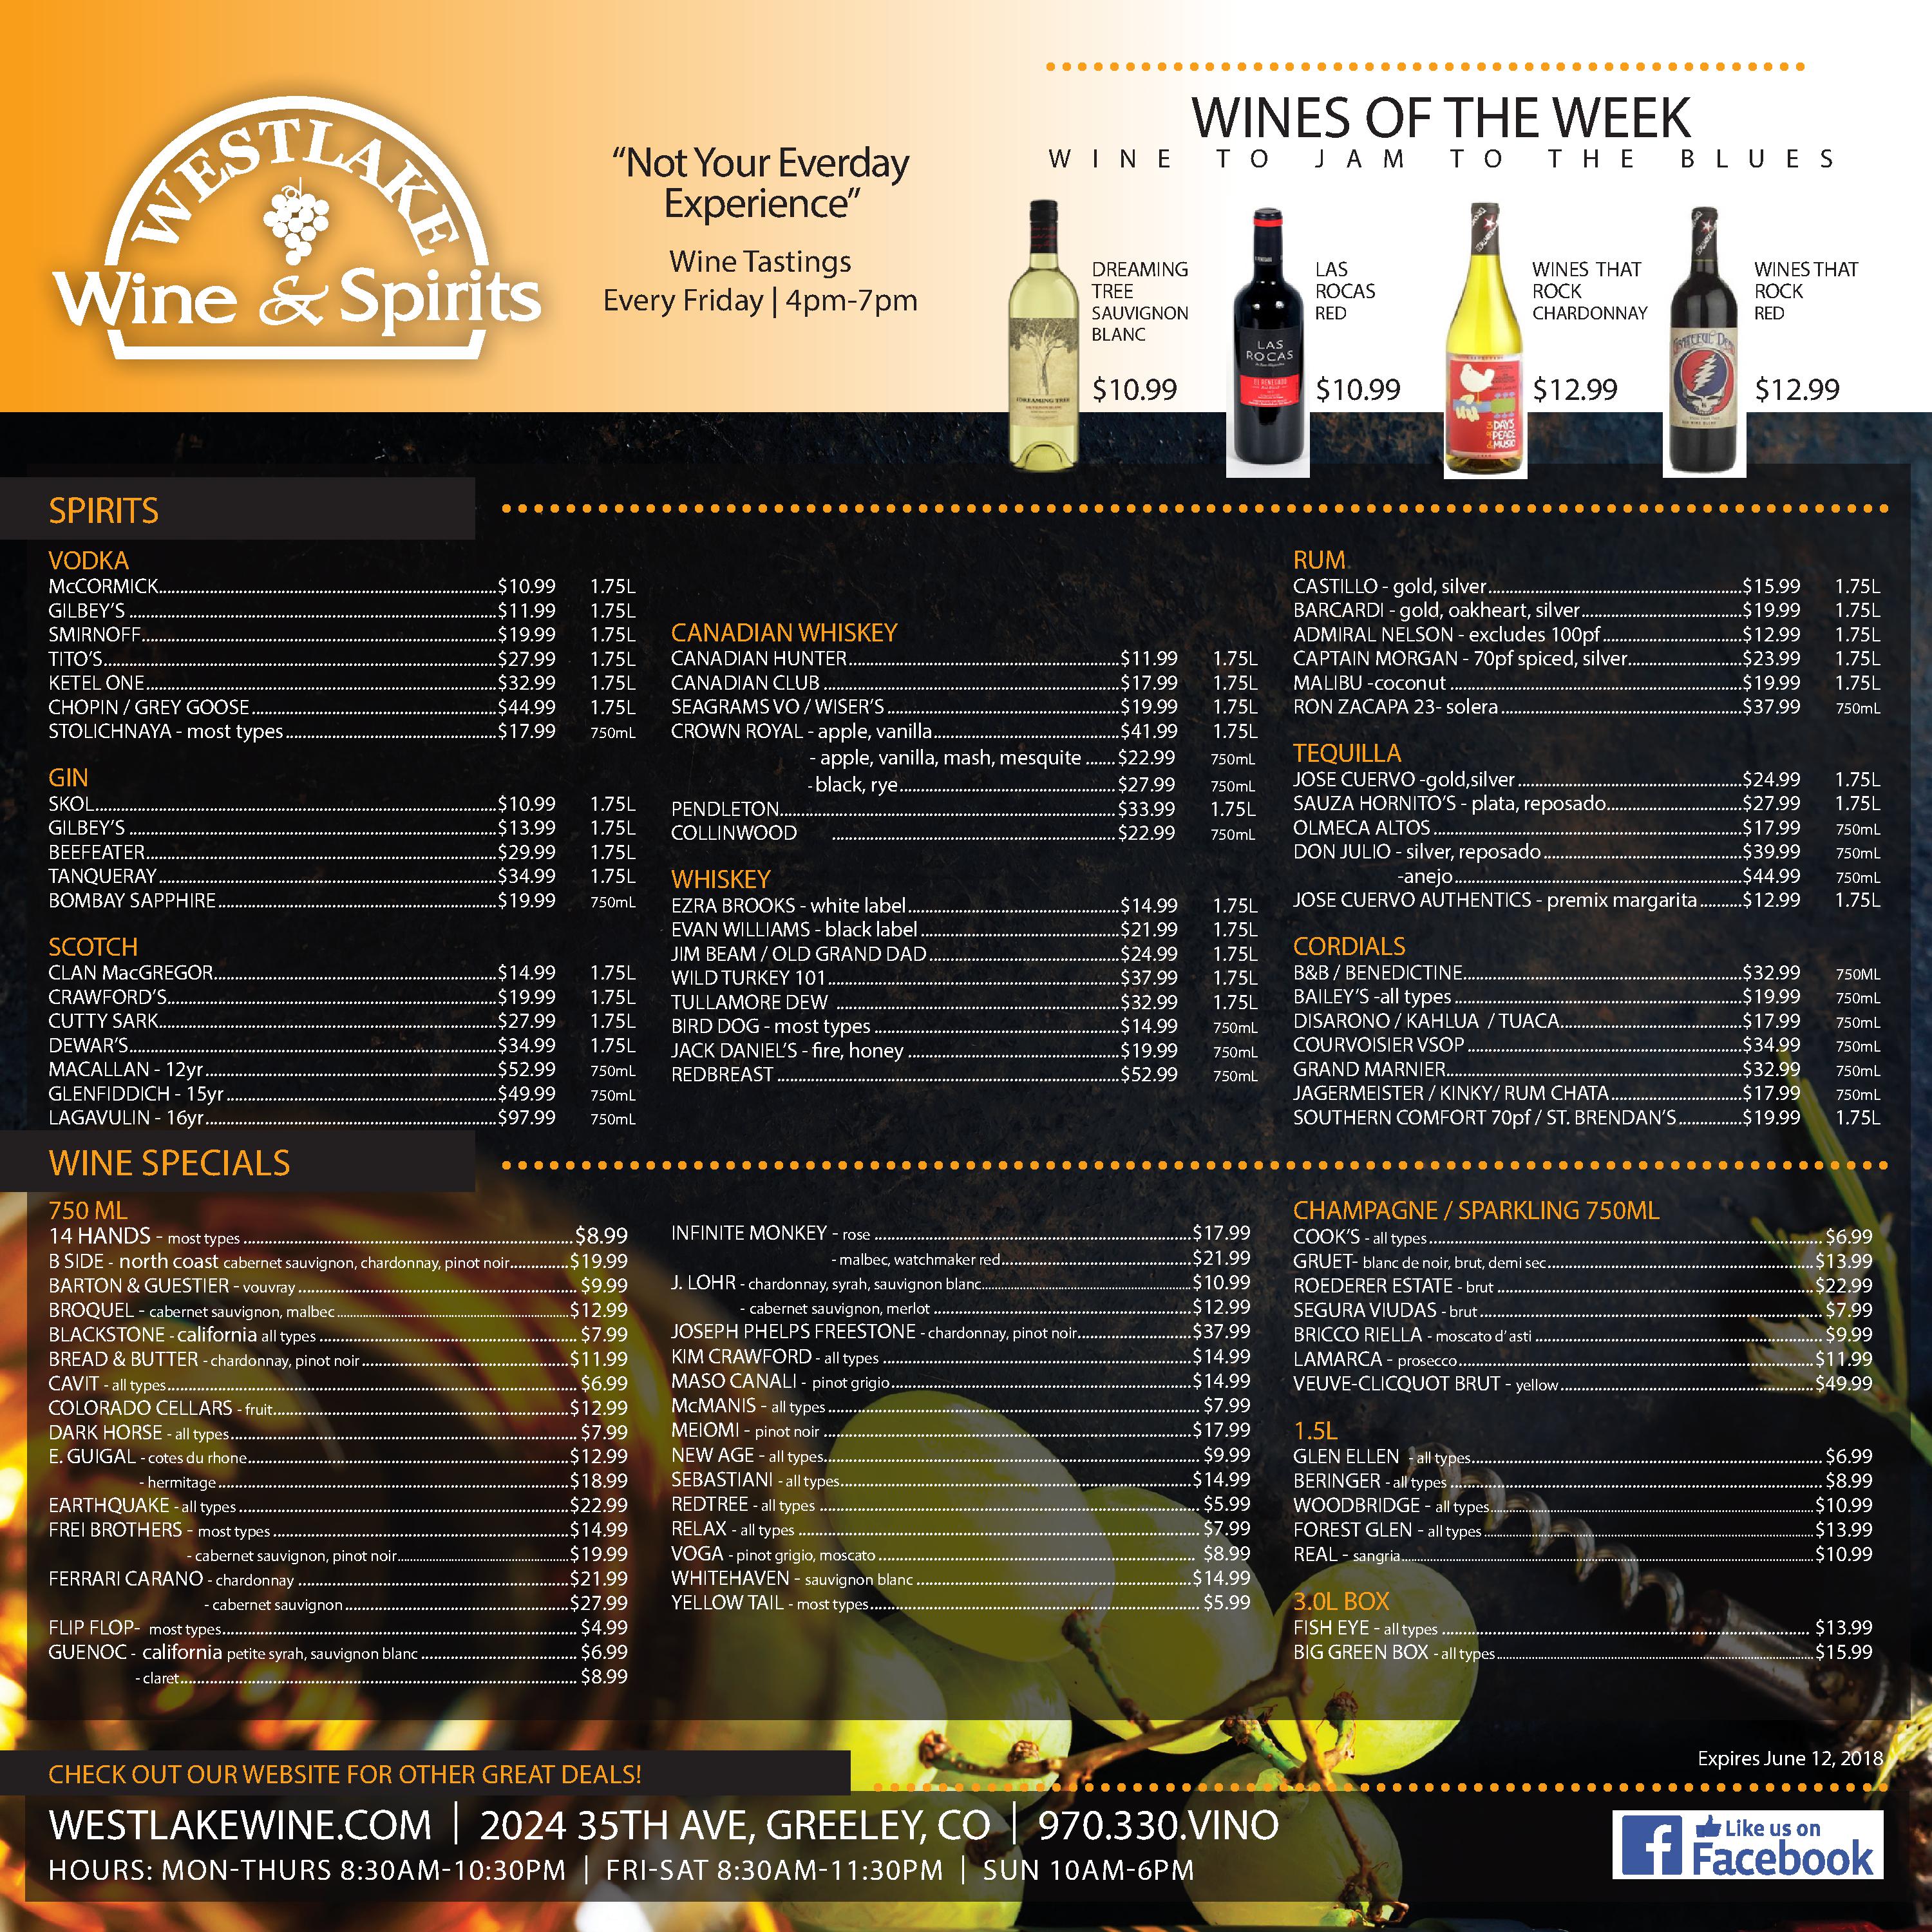 WESTLAKE
Wine & Spirits
“Not Your Everday
Experience”
Wine Tastings
Every Friday | 4pm-7pm
WINES OF THE WEEK
WINE TO JAM TO THE BLUES
DREAMING
TREE
SAUVIGNON
BLANC
$10.99
LAS
ROCAS
RED
$10.99
WINES THAT
ROCK
CHARDONNAY
$12.99
WINES THAT
ROCK
RED
$12.99
DREAMING TREE
LAS
ROCAS
3 DAYS
of PEACE
& MUSIC
GRATEFUL DEAD
SPIRITS
VODKA
McCORMICK $10.99 1.75L
GILBEY’S $11.99 1.75L
SMIRNOFF $19.99 1.75L
TITO’S $27.99 1.75L
KETEL ONE $32.99 1.75L
CHOPIN / GREY GOOSE $44.99 1.75L
STOLICHNAYA - most types $17.99 750mL
GIN
SKOL $10.99 1.75L
GILBEY’S $13.99 1.75L
BEEFEATER $29.99 1.75L
TANQUERAY $34.99 1.75L
BOMBAY SAPPHIRE $19.99 750mL
SCOTCH
CLAN MacGREGOR $14.99 1.75L
CRAWFORD’S $19.99 1.75L
CUTTY SARK $27.99 1.75L
DEWAR’S $34.99 1.75L
MACALLAN - 12yr $52.99 750mL
GLENFIDDICH - 15yr $49.99 750mL
LAGAVULIN - 16yr $97.99 750mL
CANADIAN WHISKEY
CANADIAN HUNTER $11.99 1.75L
CANADIAN CLUB $17.99 1.75L
SEAGRAMS VO / WISER’S $19.99 1.75L
CROWN ROYAL - apple, vanilla $41.99 1.75L
- apple, vanilla, mash, mesquite $22.99 750mL
- black, rye $27.99 750mL
PENDLETON $33.99 1.75L
COLLINWOOD $22.99 750mL
WHISKEY
EZRA BROOKS - white label $14.99 1.75L
EVAN WILLIAMS - black label $21.99 1.75L
JIM BEAM / OLD GRAND DAD $24.99 1.75L
WILD TURKEY 101 $37.99 1.75L
TULLAMORE DEW $32.99 1.75L
BIRD DOG - most types $14.99 750mL
JACK DANIEL’S - fire, honey $19.99 750mL
REDBREAST $52.99 750mL
RUM
CASTILLO - gold, silver $15.99 1.75L
BARCARDI - gold, oakheart, silver $19.99 1.75L
ADMIRAL NELSON - excludes 100pf $12.99 1.75L
CAPTAIN MORGAN - 70pf spiced, silver $23.99 1.75L
MALIBU -coconut $19.99 1.75L
RON ZACAPA 23- solera $37.99 750mL
TEQUILLA
JOSE CUERVO -gold,silver $24.99 1.75L
SAUZA HORNITO’S - plata, reposado $27.99 1.75L
OLMECA ALTOS $17.99 750mL
DON JULIO - silver, reposado $39.99 750mL
-anejo $44.99 750mL
JOSE CUERVO AUTHENTICS - premix margarita $12.99 1.75L
CORDIALS
B&B / BENEDICTINE $32.99 750ML
BAILEY’S -all types $19.99 750mL
DISARONO / KAHLUA / TUACA $17.99 750mL
COURVOISIER VSOP $34.99 750mL
GRAND MARNIER $32.99 750mL
JAGERMEISTER / KINKY/ RUM CHATA $17.99 750mL
SOUTHERN COMFORT 70pf / ST. BRENDAN’S $19.99 1.75L
WINE SPECIALS
750 ML
14 HANDS - most types $8.99
B SIDE - north coast cabernet sauvignon, chardonnay, pinot noir $19.99
BARTON & GUESTIER - vouvray $9.99
BROQUEL - cabernet sauvignon, malbec $12.99
BLACKSTONE - california all types $7.99
BREAD & BUTTER - chardonnay, pinot noir $11.99
CAVIT - all types $6.99
COLORADO CELLARS - fruit $12.99
DARK HORSE - all types $7.99
E. GUIGAL - cotes du rhone $12.99
- hermitage $18.99
EARTHQUAKE - all types $22.99
FREI BROTHERS - most types $14.99
- cabernet sauvignon, pinot noir $19.99
FERRARI CARANO - chardonnay $21.99
- cabernet sauvignon $27.99
FLIP FLOP- most types $4.99
GUENOC - california petite syrah, sauvignon blanc $6.99
- claret $8.99
INFINITE MONKEY - rose $17.99
- malbec, watchmaker red $21.99
J. LOHR - chardonnay, syrah, sauvignon blanc $10.99
- cabernet sauvignon, merlot $12.99
JOSEPH PHELPS FREESTONE - chardonnay, pinot noir $37.99
KIM CRAWFORD - all types $14.99
MASO CANALI - pinot grigio $14.99
McMANIS - all types $7.99
MEIOMI - pinot noir $17.99
NEW AGE - all types $9.99
SEBASTIANI - all types $14.99
REDTREE - all types $5.99
RELAX - all types $7.99
VOGA - pinot grigio, moscato $8.99
WHITEHAVEN - sauvignon blanc $14.99
YELLOW TAIL - most types $5.99
CHAMPAGNE / SPARKLING 750ML
COOK’S - all types $6.99
GRUET- blanc de noir, brut, demi sec $13.99
ROEDERER ESTATE - brut $22.99
SEGURA VIUDAS - brut $7.99
BRICCO RIELLA - moscato d’ asti $9.99
LAMARCA - prosecco $11.99
VEUVE-CLICQUOT BRUT - yellow $49.99
1.5L
GLEN ELLEN - all types $6.99
BERINGER - all types $8.99
WOODBRIDGE - all types $10.99
FOREST GLEN - all types $13.99
REAL - sangria $10.99
3.0L BOX
FISH EYE - all types $13.99
BIG GREEN BOX - all types $15.99
Expires June 12, 2018
CHECK OUT OUR WEBSITE FOR OTHER GREAT DEALS!
WESTLAKEWINE.COM | 2024 35TH AVE, GREELEY, CO | 970.330.VINO
HOURS: MON-THURS 8:30AM-10:30PM | FRI-SAT 8:30AM-11:30PM | SUN 10AM-6PM
f Like us on
Facebook